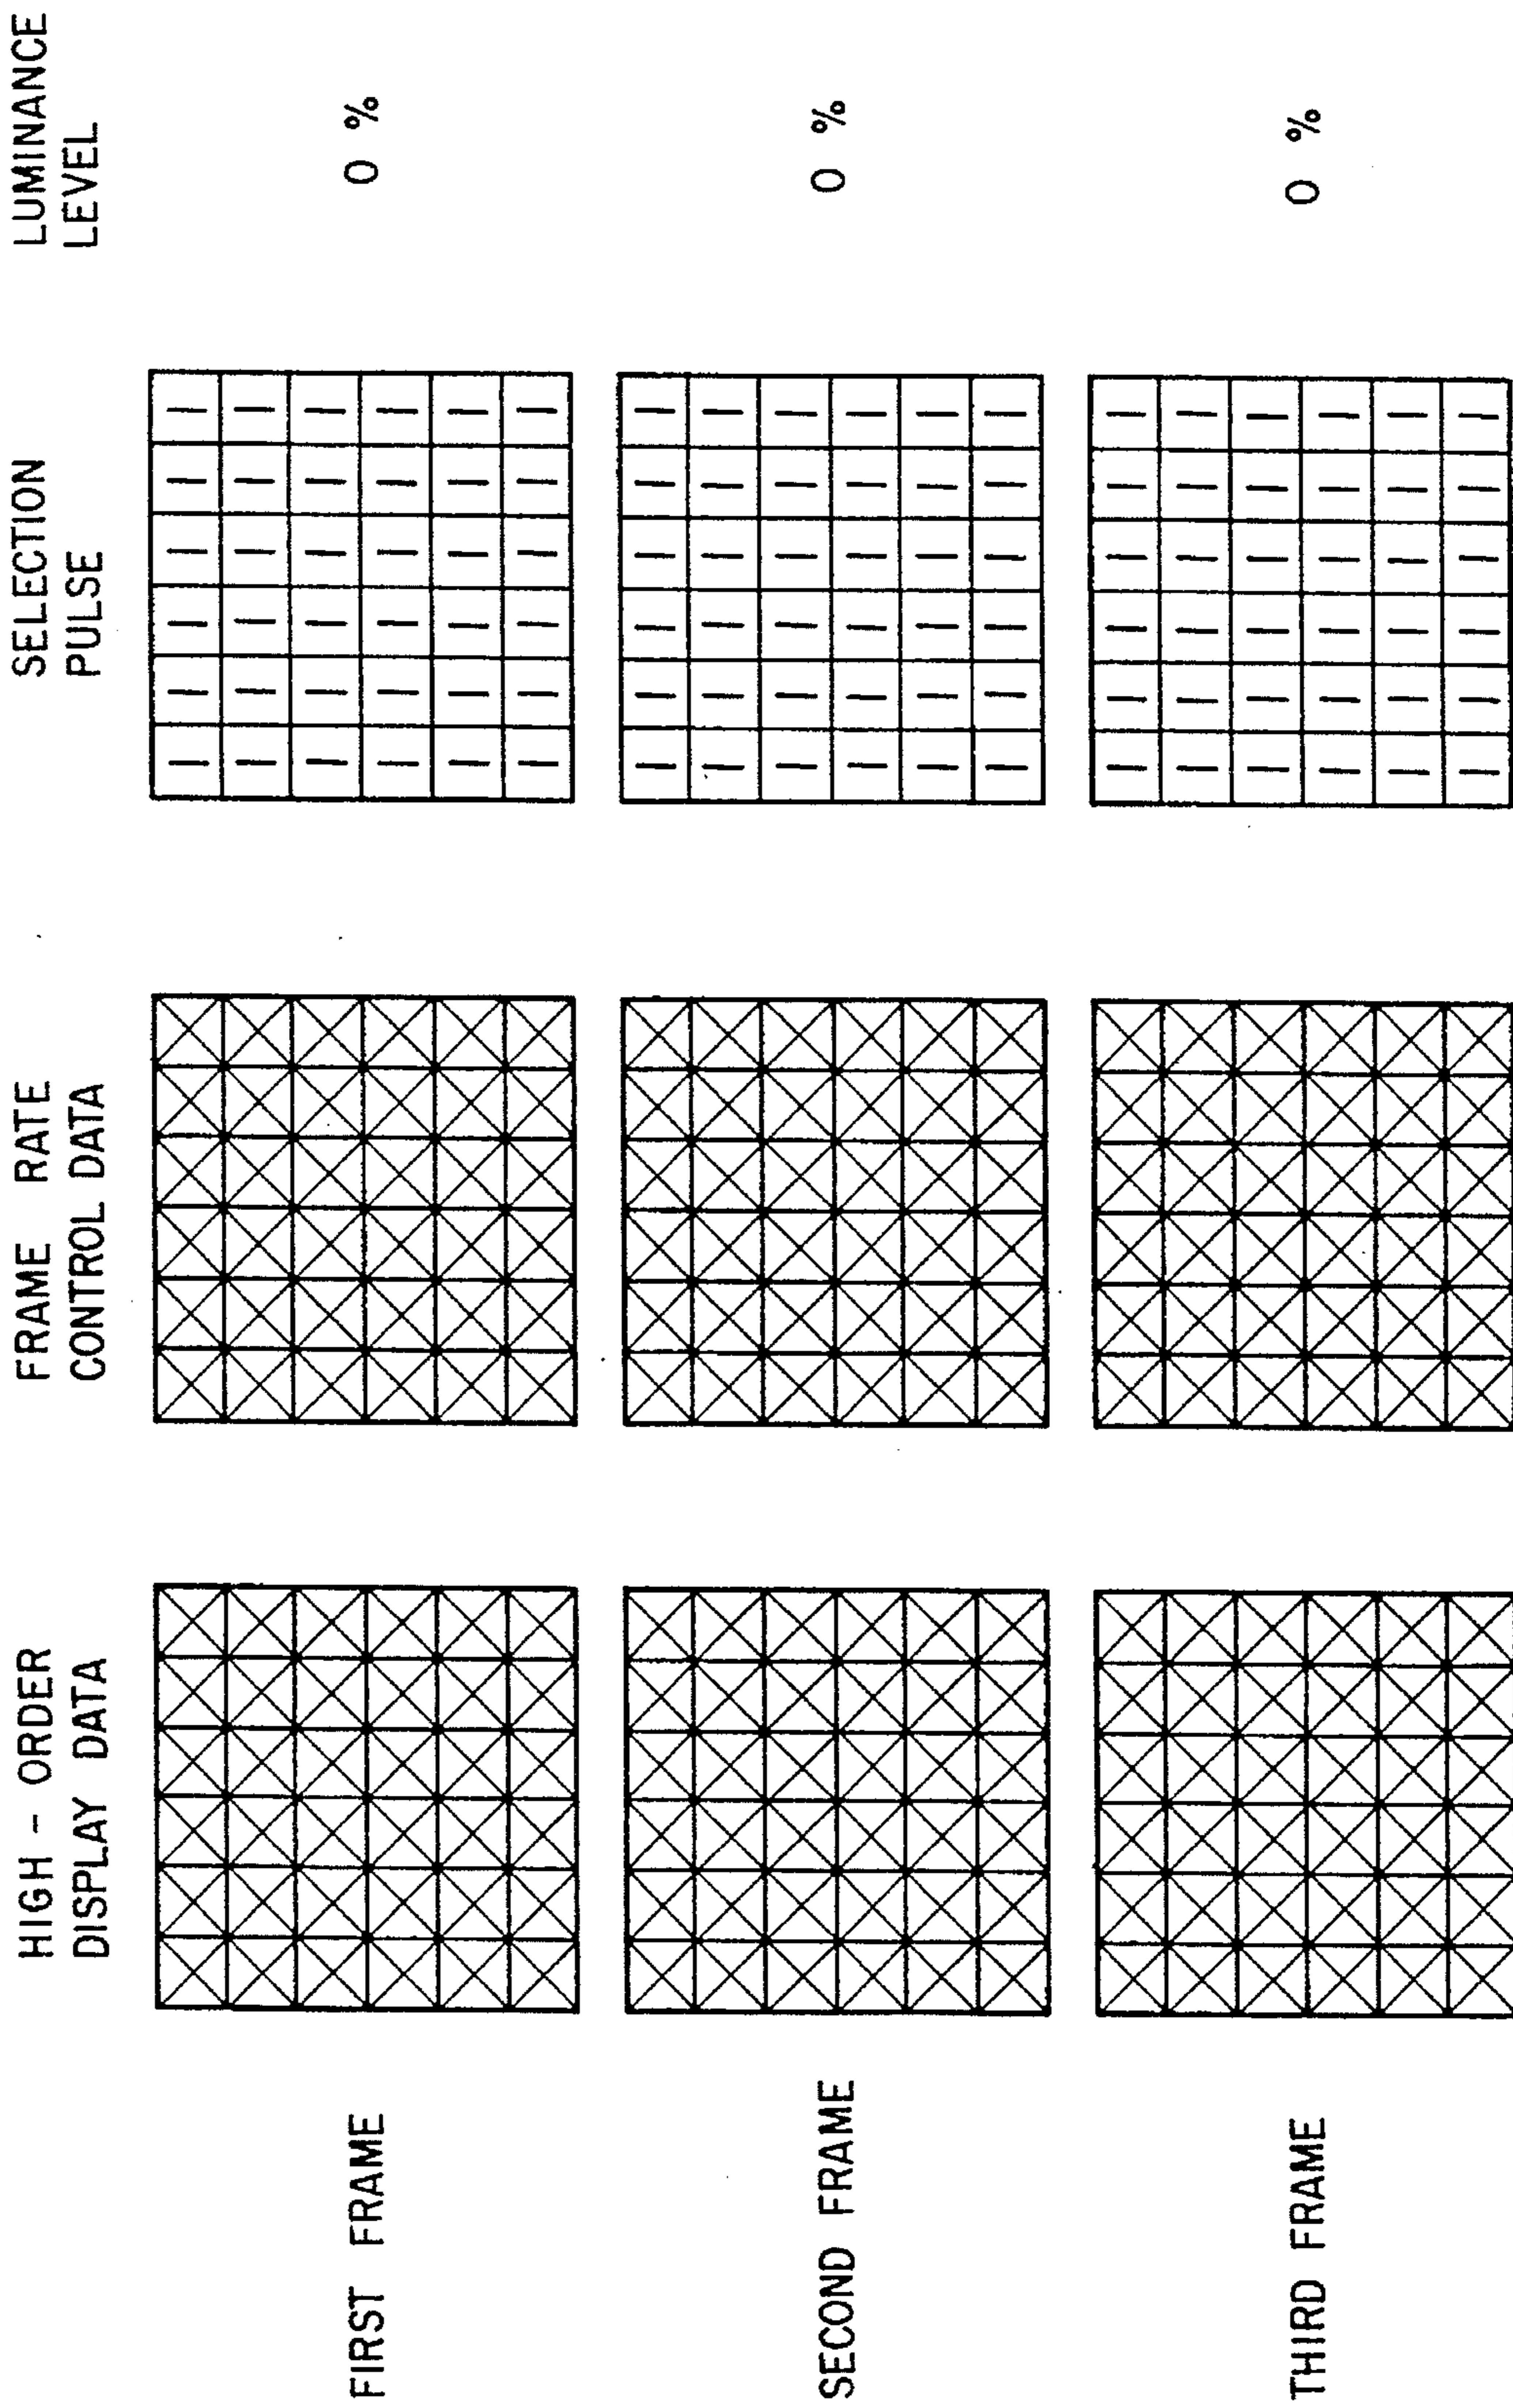 HIGH - ORDER
DISPLAY DATA
FRAME RATE
CONTROL DATA
SELECTION
PULSE
LUMINANCE
LEVEL
FIRST FRAME
0 %
SECOND FRAME
0 %
THIRD FRAME
0 %